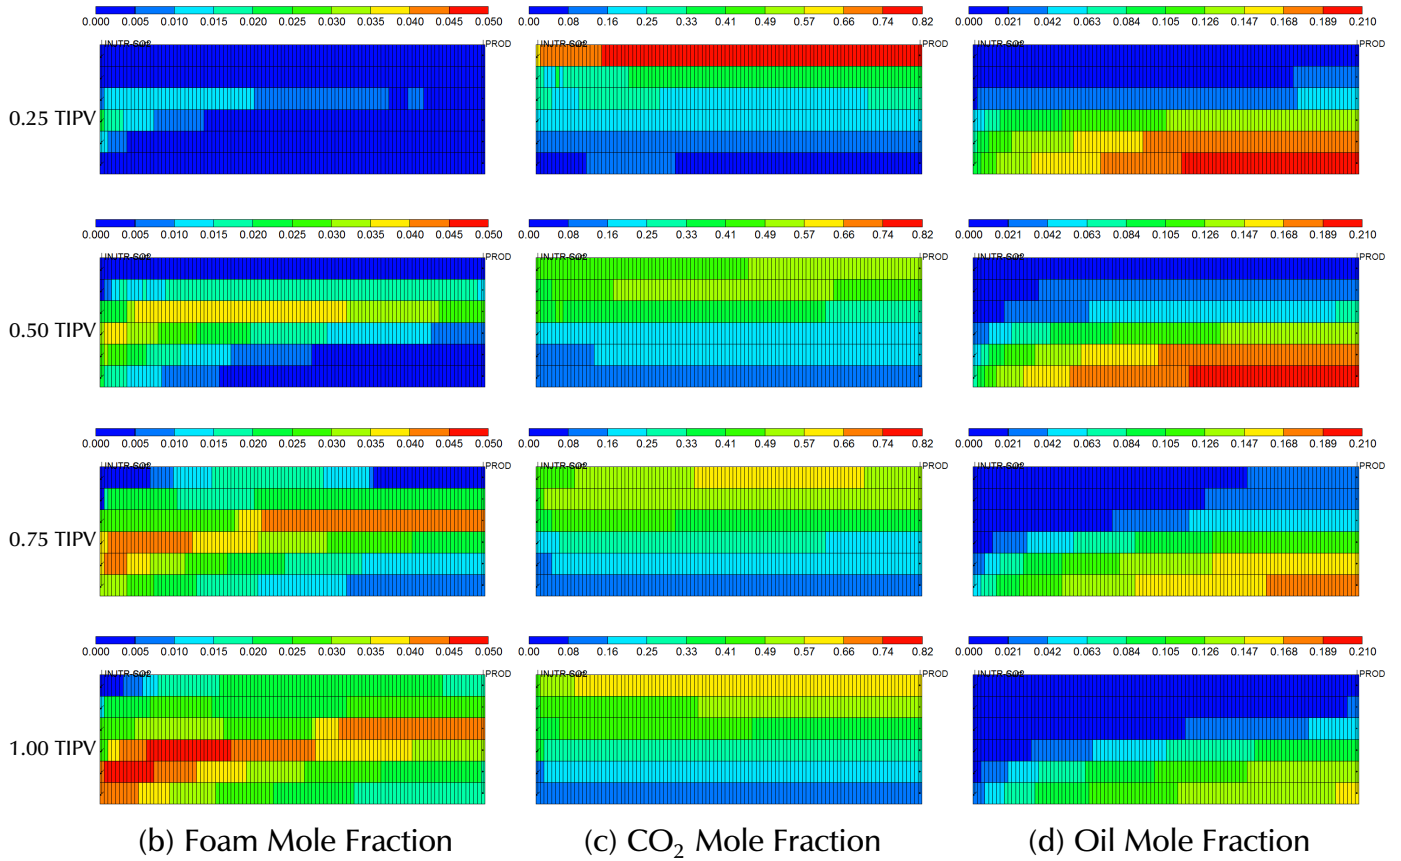 0.000 0.005 0.010 0.015 0.020 0.025 0.030 0.035 0.040 0.045 0.050
0.00 0.08 0.16 0.25 0.33 0.41 0.49 0.57 0.66 0.74 0.82
0.000 0.021 0.042 0.063 0.084 0.105 0.126 0.147 0.168 0.189 0.210
PROD
PROD
PROD
0.25 TIPV
0.000 0.005 0.010 0.015 0.020 0.025 0.030 0.035 0.040 0.045 0.050
0.00 0.08 0.16 0.25 0.33 0.41 0.49 0.57 0.66 0.74 0.82
0.000 0.021 0.042 0.063 0.084 0.105 0.126 0.147 0.168 0.189 0.210
PROD
PROD
PROD
0.50 TIPV
0.000 0.005 0.010 0.015 0.020 0.025 0.030 0.035 0.040 0.045 0.050
0.00 0.08 0.16 0.25 0.33 0.41 0.49 0.57 0.66 0.74 0.82
0.000 0.021 0.042 0.063 0.084 0.105 0.126 0.147 0.168 0.189 0.210
PROD
PROD
PROD
0.75 TIPV
0.000 0.005 0.010 0.015 0.020 0.025 0.030 0.035 0.040 0.045 0.050
0.00 0.08 0.16 0.25 0.33 0.41 0.49 0.57 0.66 0.74 0.82
0.000 0.021 0.042 0.063 0.084 0.105 0.126 0.147 0.168 0.189 0.210
PROD
PROD
PROD
1.00 TIPV
(b) Foam Mole Fraction
(c) CO₂ Mole Fraction
(d) Oil Mole Fraction